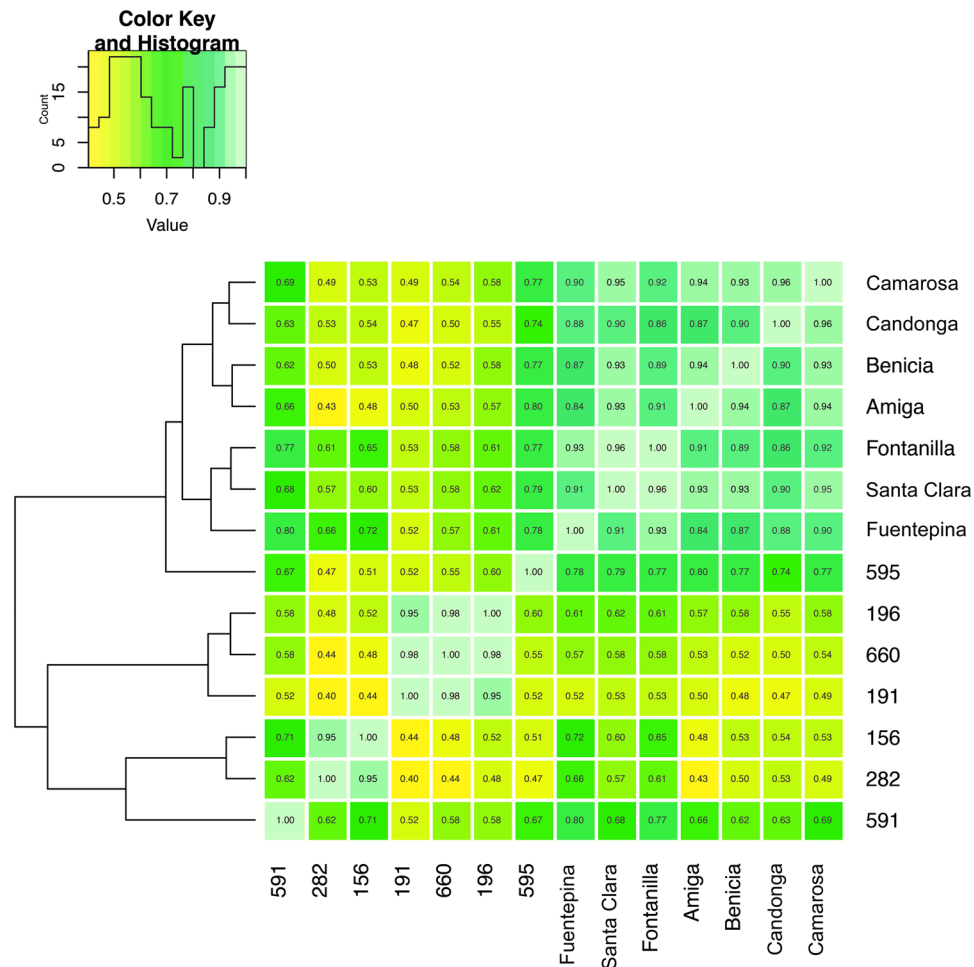 Color Key
and Histogram
Count
0 5 15
0.5 0.7 0.9
Value
0.69 0.49 0.53 0.49 0.54 0.58 0.77 0.90 0.95 0.92 0.94 0.93 0.96 1.00 Camarosa
0.63 0.53 0.54 0.47 0.50 0.55 0.74 0.88 0.90 0.86 0.87 0.90 1.00 0.96 Candonga
0.62 0.50 0.53 0.48 0.52 0.58 0.77 0.87 0.93 0.89 0.94 1.00 0.90 0.93 Benicia
0.66 0.43 0.48 0.50 0.53 0.57 0.80 0.84 0.93 0.91 1.00 0.94 0.87 0.94 Amiga
0.77 0.61 0.65 0.53 0.58 0.61 0.77 0.93 0.96 1.00 0.91 0.89 0.86 0.92 Fontanilla
0.68 0.57 0.60 0.53 0.58 0.62 0.79 0.91 1.00 0.96 0.93 0.93 0.90 0.95 Santa Clara
0.80 0.66 0.72 0.52 0.57 0.61 0.78 1.00 0.91 0.93 0.84 0.87 0.88 0.90 Fuentepina
0.67 0.47 0.51 0.52 0.55 0.60 1.00 0.78 0.79 0.77 0.80 0.77 0.74 0.77 595
0.58 0.48 0.52 0.95 0.98 1.00 0.60 0.61 0.62 0.61 0.57 0.58 0.55 0.58 196
0.58 0.44 0.48 0.98 1.00 0.98 0.55 0.57 0.58 0.58 0.53 0.52 0.50 0.54 660
0.52 0.40 0.44 1.00 0.98 0.95 0.52 0.52 0.53 0.53 0.50 0.48 0.47 0.49 191
0.71 0.95 1.00 0.44 0.48 0.52 0.51 0.72 0.60 0.65 0.48 0.53 0.54 0.53 156
0.62 1.00 0.95 0.40 0.44 0.48 0.47 0.66 0.57 0.61 0.43 0.50 0.53 0.49 282
1.00 0.62 0.71 0.52 0.58 0.58 0.67 0.80 0.68 0.77 0.66 0.62 0.63 0.69 591
591 282 156 191 660 196 595 Fuentepina Santa Clara Fontanilla Amiga Benicia Candonga Camarosa